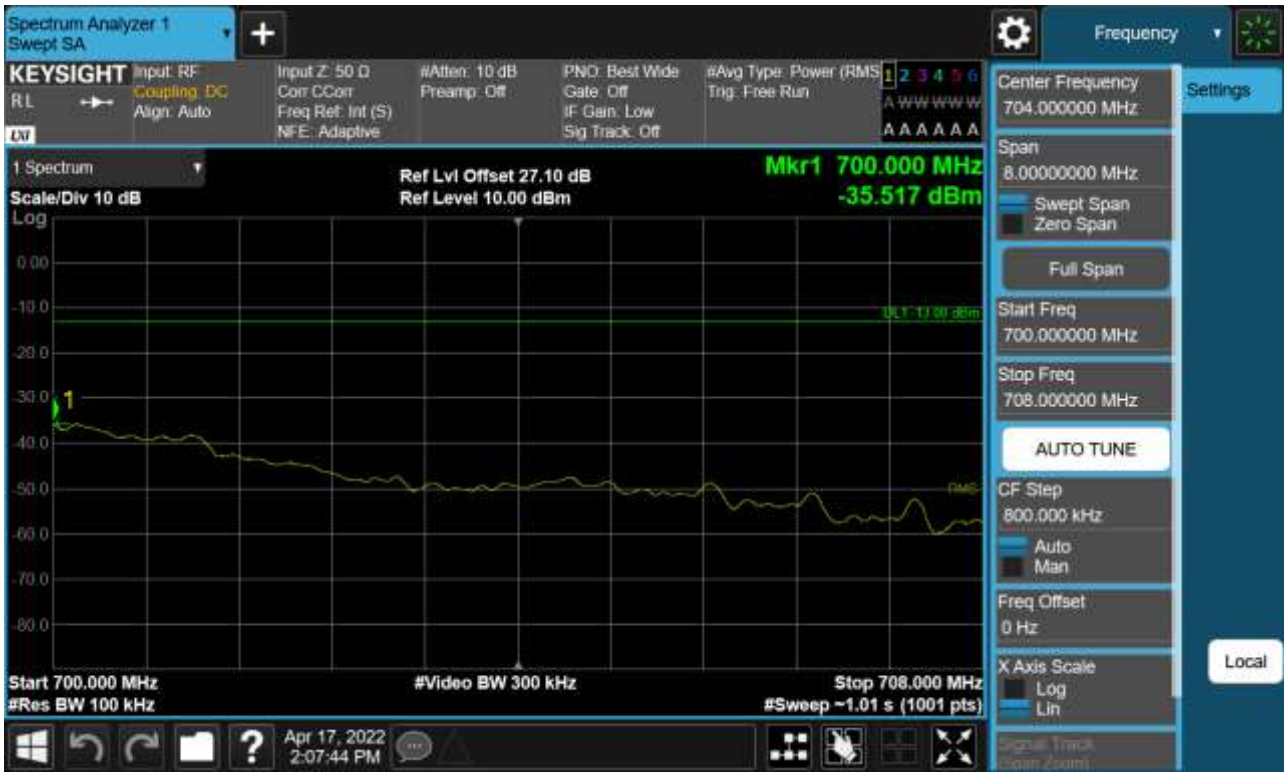 Spectrum Analyzer 1
Swept SA
+
Frequency
KEYSIGHT
RL
LXI
Input: RF
Coupling: DC
Align: Auto
Input Z: 50 Ω
Corr CCorr
Freq Ref: Int (S)
NFE: Adaptive
#Atten: 10 dB
Preamp: Off
PNO: Best Wide
Gate: Off
IF Gain: Low
Sig Track: Off
#Avg Type: Power (RMS
Trig: Free Run
1 2 3 4 5 6
A W W W W W
A A A A A A
1 Spectrum
Scale/Div 10 dB
Log
Ref Lvl Offset 27.10 dB
Ref Level 10.00 dBm
Mkr1 700.000 MHz
-35.517 dBm
0.00
-10.0
-20.0
-30.0
-40.0
-50.0
-60.0
-70.0
-80.0
DL1 -13.00 dBm
1
RMS
Start 700.000 MHz
#Res BW 100 kHz
#Video BW 300 kHz
Stop 708.000 MHz
#Sweep ~1.01 s (1001 pts)
Center Frequency
704.000000 MHz
Settings
Span
8.00000000 MHz
Swept Span
Zero Span
Full Span
Start Freq
700.000000 MHz
Stop Freq
708.000000 MHz
AUTO TUNE
CF Step
800.000 kHz
Auto
Man
Freq Offset
0 Hz
X Axis Scale
Log
Lin
Local
Signal Track
(Span Zoom)
?
Apr 17, 2022
2:07:44 PM